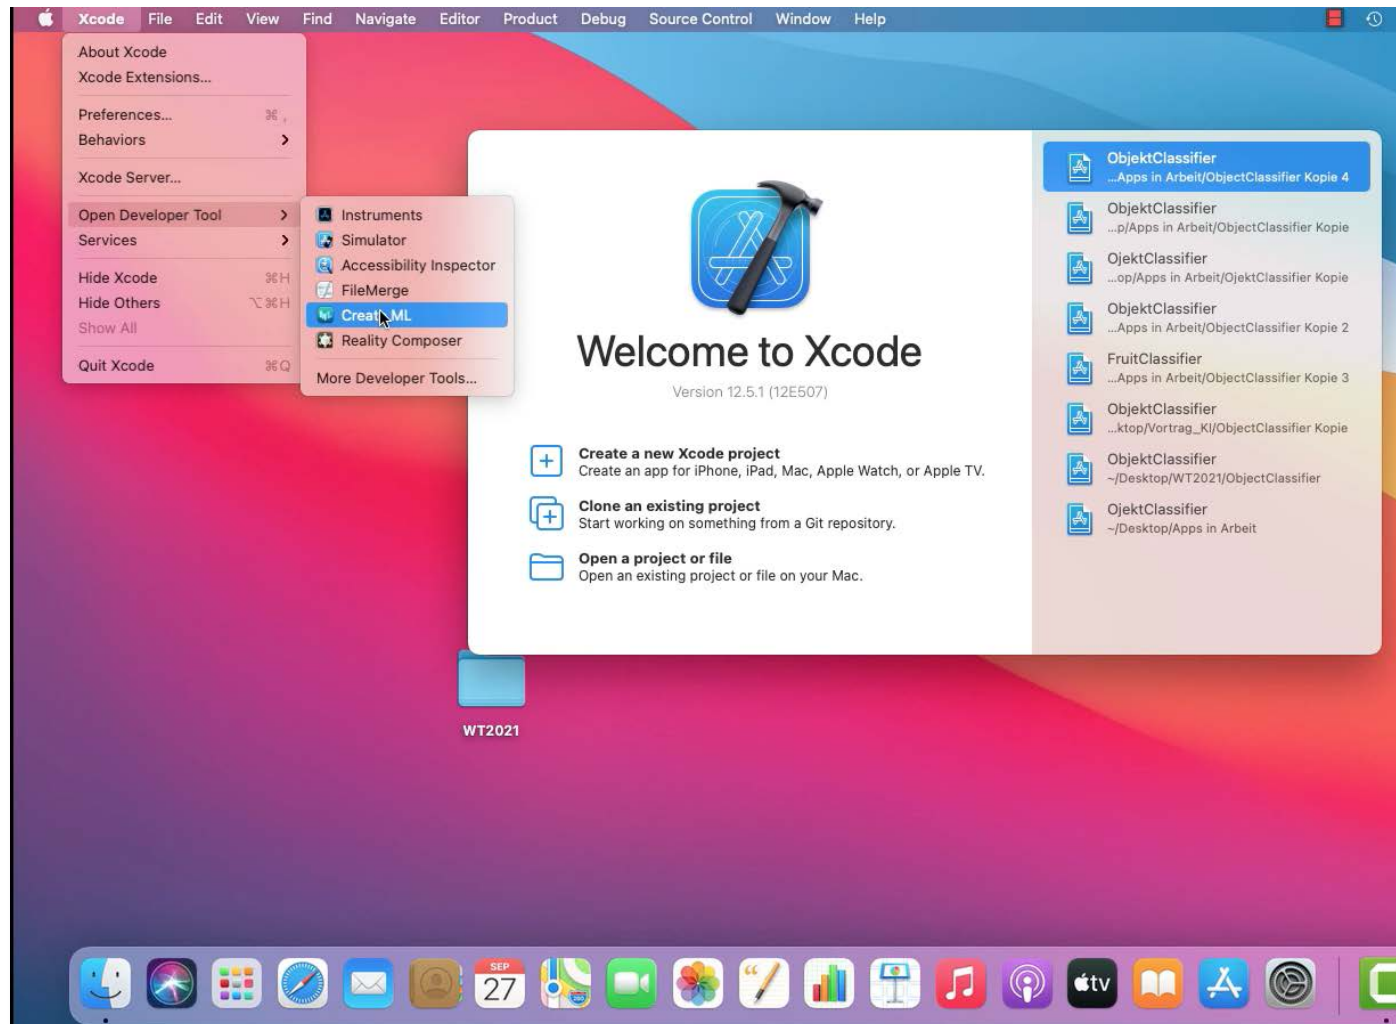 Xcode File Edit View Find Navigate Editor Product Debug Source Control Window Help
About Xcode
Xcode Extensions...
Preferences... ⌘ ,
Behaviors
Xcode Server...
Open Developer Tool
Services
Hide Xcode ⌘H
Hide Others ⌥⌘H
Show All
Quit Xcode ⌘Q
Instruments
Simulator
Accessibility Inspector
FileMerge
Create ML
Reality Composer
More Developer Tools...
Welcome to Xcode
Version 12.5.1 (12E507)
Create a new Xcode project
Create an app for iPhone, iPad, Mac, Apple Watch, or Apple TV.
Clone an existing project
Start working on something from a Git repository.
Open a project or file
Open an existing project or file on your Mac.
ObjektClassifier
...Apps in Arbeit/ObjectClassifier Kopie 4
ObjektClassifier
...p/Apps in Arbeit/ObjectClassifier Kopie
OjektClassifier
...op/Apps in Arbeit/OjektClassifier Kopie
ObjektClassifier
...Apps in Arbeit/ObjectClassifier Kopie 2
FruitClassifier
...Apps in Arbeit/ObjectClassifier Kopie 3
ObjektClassifier
...ktop/Vortrag_KI/ObjectClassifier Kopie
ObjektClassifier
~/Desktop/WT2021/ObjectClassifier
OjektClassifier
~/Desktop/Apps in Arbeit
WT2021
SEP
27
tv